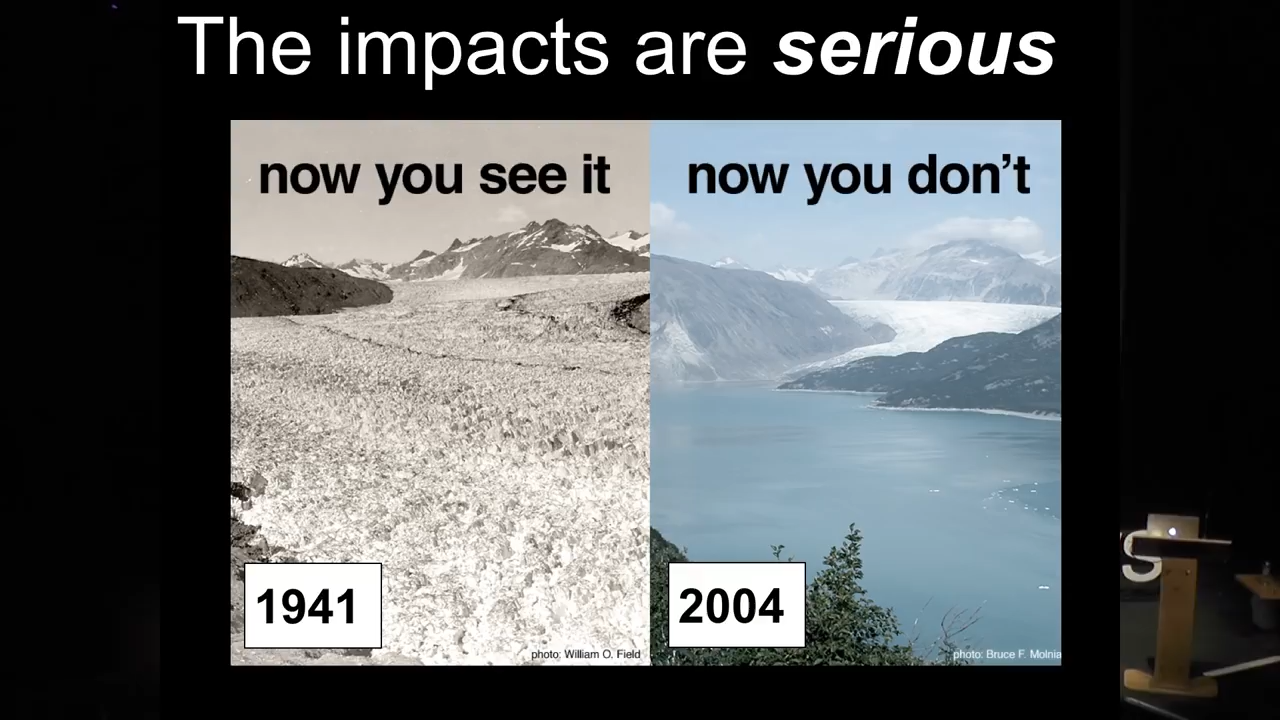 The impacts are serious
now you see it
now you don't
1941
2004
photo: William O. Field
photo: Bruce F. Molnia
S